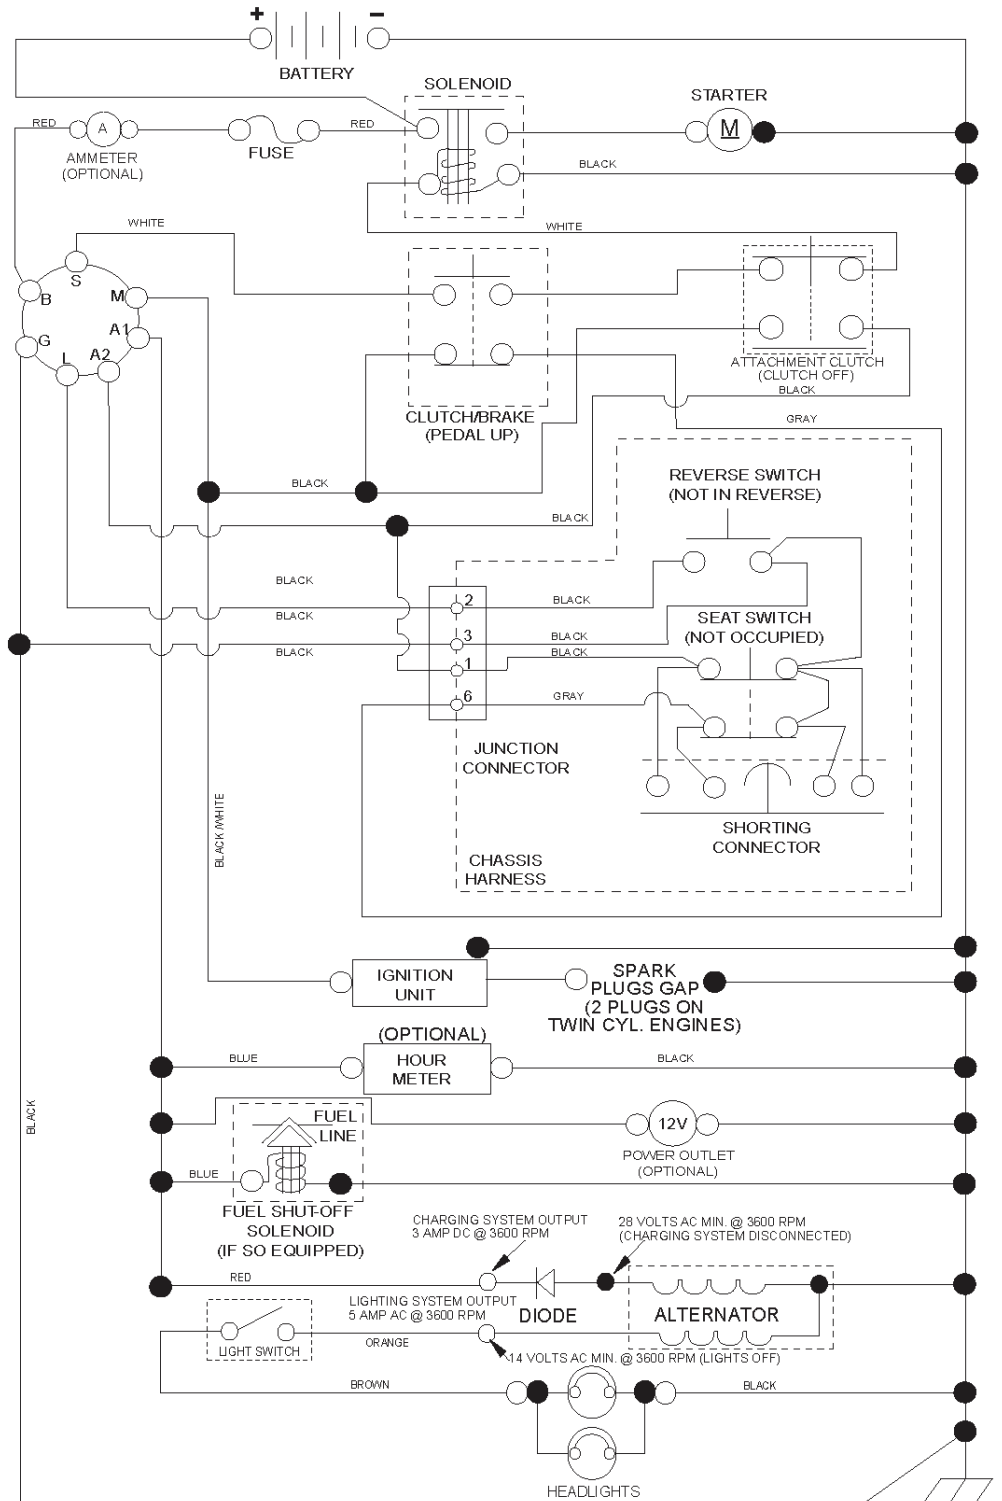 + −
BATTERY
SOLENOID
STARTER
RED
A
RED
M
FUSE
AMMETER
(OPTIONAL)
BLACK
WHITE
WHITE
S
B
M
G
A1
L
A2
ATTACHMENT CLUTCH
(CLUTCH OFF)
BLACK
CLUTCH/BRAKE
(PEDAL UP)
GRAY
REVERSE SWITCH
(NOT IN REVERSE)
BLACK
BLACK
BLACK
2
BLACK
BLACK
SEAT SWITCH
(NOT OCCUPIED)
3
BLACK
BLACK
BLACK
1
6
GRAY
JUNCTION
CONNECTOR
BLACK/WHITE
SHORTING
CONNECTOR
CHASSIS
HARNESS
IGNITION
UNIT
SPARK
PLUGS GAP
(2 PLUGS ON
TWIN CYL. ENGINES)
(OPTIONAL)
BLUE
HOUR
METER
BLACK
BLACK
FUEL
LINE
12V
POWER OUTLET
(OPTIONAL)
BLUE
FUEL SHUT-OFF
SOLENOID
(IF SO EQUIPPED)
CHARGING SYSTEM OUTPUT
3 AMP DC @ 3600 RPM
28 VOLTS AC MIN. @ 3600 RPM
(CHARGING SYSTEM DISCONNECTED)
RED
LIGHTING SYSTEM OUTPUT
5 AMP AC @ 3600 RPM
DIODE
ALTERNATOR
LIGHT SWITCH
ORANGE
14 VOLTS AC MIN. @ 3600 RPM (LIGHTS OFF)
BROWN
BLACK
HEADLIGHTS